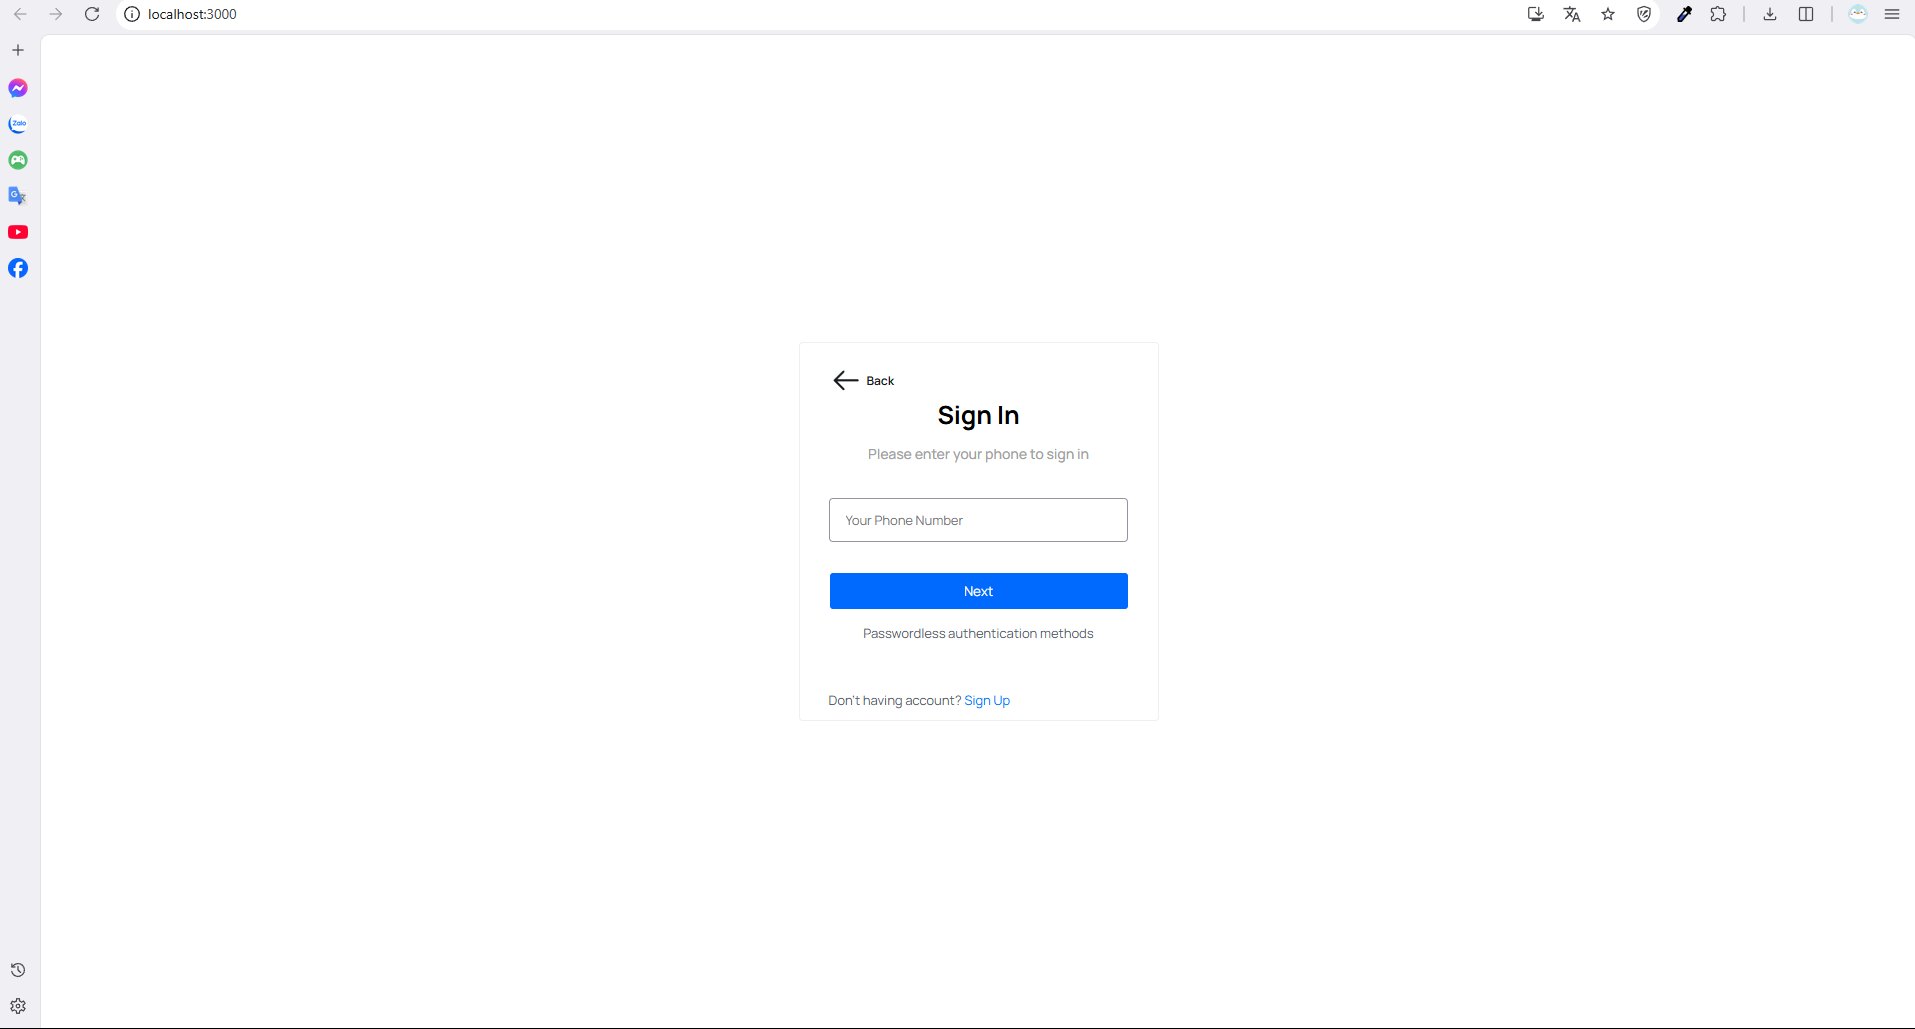 localhost:3000
Zalo
Back
Sign In
Please enter your phone to sign in
Your Phone Number
Next
Passwordless authentication methods
Don't having account? Sign Up